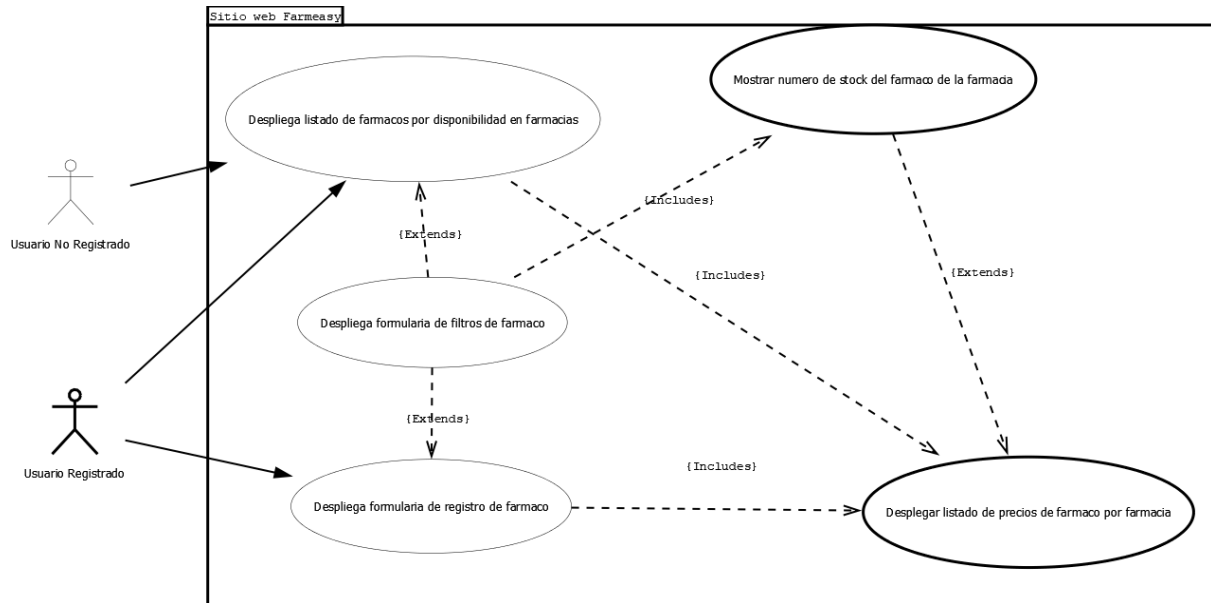 Sitio web Farmeasy
Mostrar numero de stock del farmaco de la farmacia
Despliega listado de farmacos por disponibilidad en farmacias
{Includes}
Usuario No Registrado
{Extends}
{Includes}
{Extends}
Despliega formularia de filtros de farmaco
{Extends}
Usuario Registrado
{Includes}
Despliega formularia de registro de farmaco
Desplegar listado de precios de farmaco por farmacia